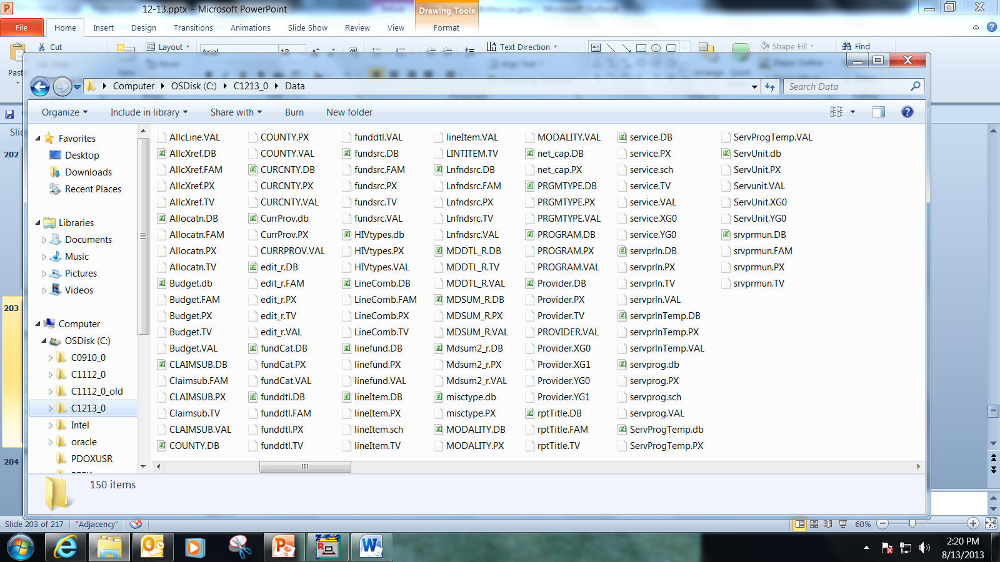 12-13.pptx - Microsoft PowerPoint
Drawing Tools
File
Home
Insert
Design
Transitions
Animations
Slide Show
Review
View
Format
Cut
Layout
Arial
18
Text Direction
Shape Fill
Find
Past
Computer
OSDisk (C:)
C1213_0
Data
Search Data
Organize
Include in library
Share with
Burn
New folder
Favorites
Desktop
Downloads
Recent Places
Libraries
Documents
Music
Pictures
Videos
Computer
OSDisk (C:)
C0910_0
C1112_0
C1112_0_old
C1213_0
Intel
oracle
PDOXUSR
202
203
204
AllcLine.VAL
AllcXref.DB
AllcXref.FAM
AllcXref.PX
AllcXref.TV
Allocatn.DB
Allocatn.FAM
Allocatn.PX
Allocatn.TV
Budget.db
Budget.FAM
Budget.PX
Budget.TV
Budget.VAL
CLAIMSUB.DB
Claimsub.FAM
CLAIMSUB.PX
Claimsub.TV
CLAIMSUB.VAL
COUNTY.DB
COUNTY.PX
COUNTY.VAL
CURCNTY.DB
CURCNTY.PX
CURCNTY.VAL
CurrProv.db
CurrProv.PX
CURRPROV.VAL
edit_r.DB
edit_r.FAM
edit_r.PX
edit_r.TV
edit_r.VAL
fundCat.DB
fundCat.PX
fundCat.VAL
funddtl.DB
funddtl.FAM
funddtl.PX
funddtl.TV
funddtl.VAL
fundsrc.DB
fundsrc.FAM
fundsrc.PX
fundsrc.TV
fundsrc.VAL
HIVtypes.db
HIVtypes.PX
HIVtypes.VAL
LineComb.DB
LineComb.FAM
LineComb.PX
LineComb.TV
linefund.DB
linefund.PX
linefund.VAL
lineItem.DB
lineItem.PX
lineItem.sch
lineItem.TV
lineItem.VAL
LINTITEM.TV
Lnfndsrc.DB
Lnfndsrc.FAM
Lnfndsrc.PX
Lnfndsrc.TV
Lnfndsrc.VAL
MDDTL_R.DB
MDDTL_R.TV
MDDTL_R.VAL
MDSUM_R.DB
MDSUM_R.PX
MDSUM_R.VAL
Mdsum2_r.DB
Mdsum2_r.PX
Mdsum2_r.VAL
misctype.db
misctype.PX
MODALITY.DB
MODALITY.PX
MODALITY.VAL
net_cap.DB
net_cap.PX
PRGMTYPE.DB
PRGMTYPE.PX
PRGMTYPE.VAL
PROGRAM.DB
PROGRAM.PX
PROGRAM.VAL
Provider.DB
Provider.PX
Provider.TV
PROVIDER.VAL
Provider.XG0
Provider.XG1
Provider.YG0
Provider.YG1
rptTitle.DB
rptTitle.FAM
rptTitle.TV
service.DB
service.PX
service.sch
service.TV
service.VAL
service.XG0
service.YG0
servprln.DB
servprln.PX
servprln.TV
servprln.VAL
servprlnTemp.DB
servprlnTemp.PX
servprlnTemp.VAL
servprog.db
servprog.PX
servprog.sch
servprog.VAL
ServProgTemp.db
ServProgTemp.PX
ServProgTemp.VAL
ServUnit.db
ServUnit.PX
Servunit.VAL
ServUnit.XG0
ServUnit.YG0
srvprmun.DB
srvprmun.FAM
srvprmun.PX
srvprmun.TV
150 items
Slide 203 of 217
"Adjacency"
60%
2:20 PM
8/13/2013